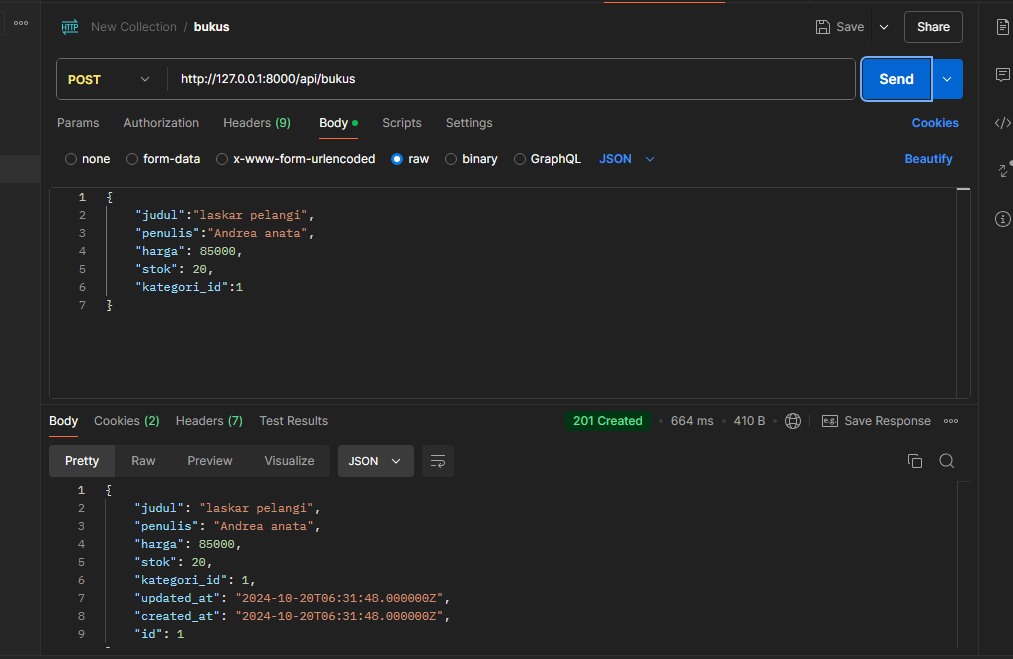 HTTP New Collection / bukus Save Share
POST http://127.0.0.1:8000/api/bukus Send
Params Authorization Headers (9) Body Scripts Settings Cookies
none form-data x-www-form-urlencoded raw binary GraphQL JSON Beautify
1 {
2 "judul":"laskar pelangi",
3 "penulis":"Andrea anata",
4 "harga": 85000,
5 "stok": 20,
6 "kategori_id":1
7 }
Body Cookies (2) Headers (7) Test Results 201 Created • 664 ms • 410 B • e.g. Save Response
Pretty Raw Preview Visualize JSON
1 {
2 "judul": "laskar pelangi",
3 "penulis": "Andrea anata",
4 "harga": 85000,
5 "stok": 20,
6 "kategori_id": 1,
7 "updated_at": "2024-10-20T06:31:48.000000Z",
8 "created_at": "2024-10-20T06:31:48.000000Z",
9 "id": 1